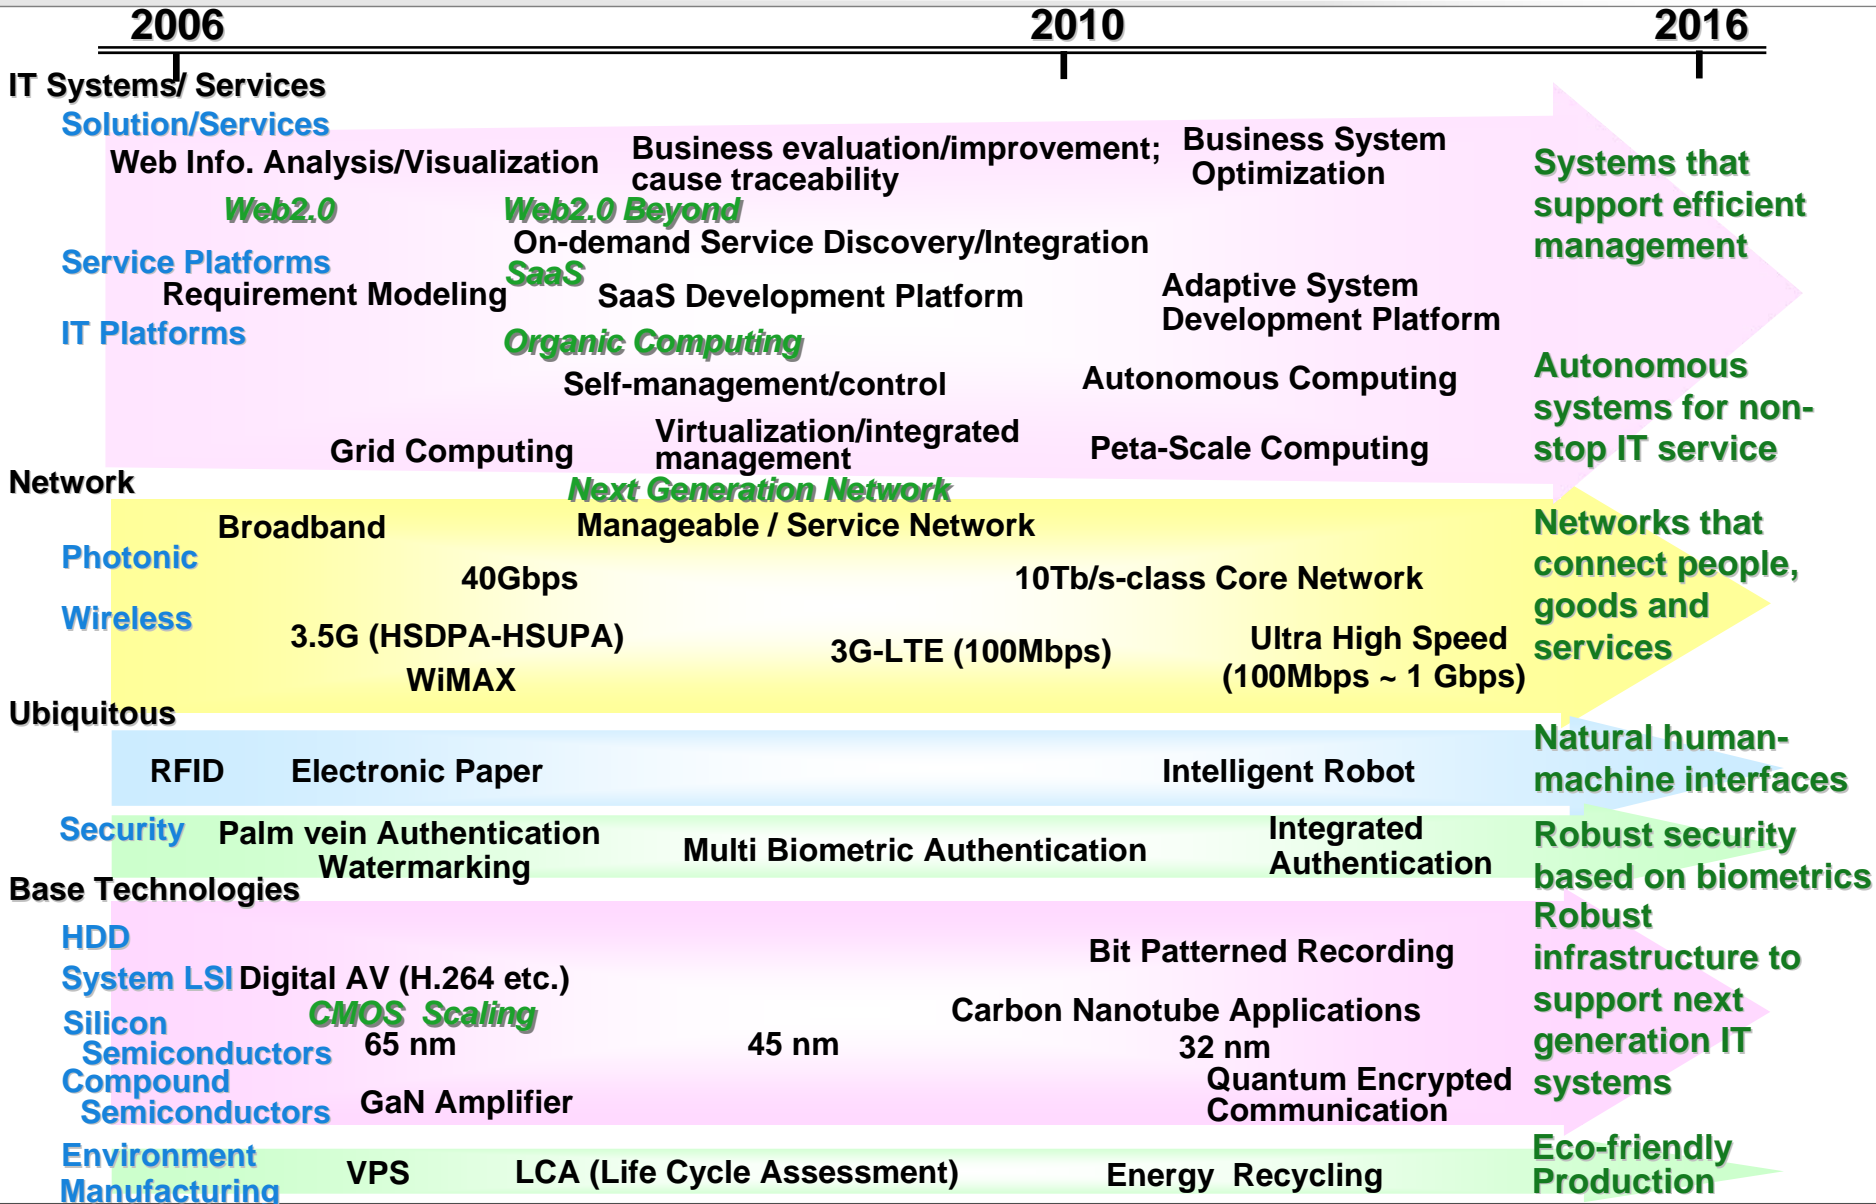 2006 2010 2016
IT Systems/ Services
Solution/Services
Web Info. Analysis/Visualization
Business evaluation/improvement;
cause traceability
Business System
Optimization
Systems that
support efficient
management
Web2.0
Web2.0 Beyond
On-demand Service Discovery/Integration
Service Platforms
SaaS
Requirement Modeling
SaaS Development Platform
Adaptive System
Development Platform
IT Platforms
Organic Computing
Self-management/control
Autonomous Computing
Autonomous
systems for non-
stop IT service
Grid Computing
Virtualization/integrated
management
Peta-Scale Computing
Network
Next Generation Network
Broadband
Manageable / Service Network
Networks that
connect people,
goods and
services
Photonic
40Gbps
10Tb/s-class Core Network
Wireless
3.5G (HSDPA-HSUPA)
WiMAX
3G-LTE (100Mbps)
Ultra High Speed
(100Mbps ~ 1 Gbps)
Ubiquitous
RFID
Electronic Paper
Intelligent Robot
Natural human-
machine interfaces
Security
Palm vein Authentication
Watermarking
Multi Biometric Authentication
Integrated
Authentication
Robust security
based on biometrics
Base Technologies
HDD
Bit Patterned Recording
Robust
infrastructure to
support next
generation IT
systems
System LSI
Digital AV (H.264 etc.)
CMOS Scaling
Carbon Nanotube Applications
Silicon
Semiconductors
65 nm
45 nm
32 nm
Compound
Semiconductors
GaN Amplifier
Quantum Encrypted
Communication
Environment
Manufacturing
VPS
LCA (Life Cycle Assessment)
Energy Recycling
Eco-friendly
Production